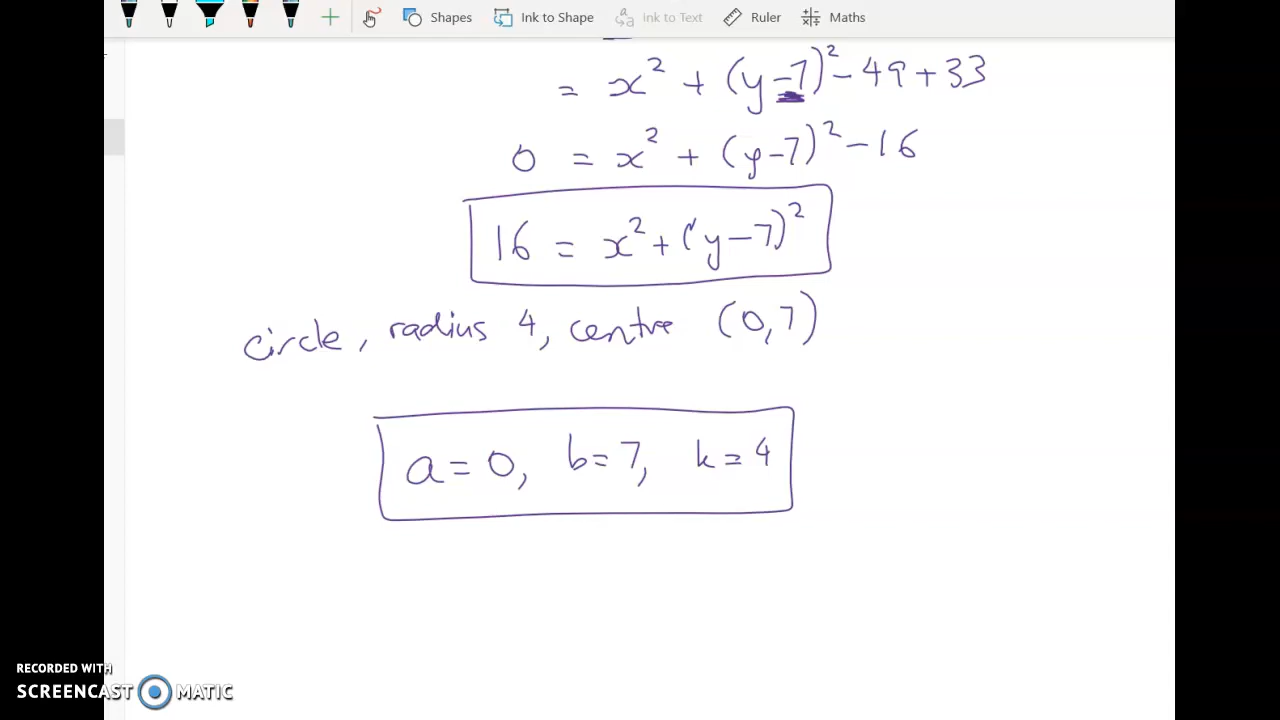 Shapes Ink to Shape Ink to Text Ruler Maths
= x² + (y-7)² - 49 + 33
0 = x² + (y-7)² - 16
16 = x² + (y-7)²
circle, radius 4, centre (0,7)
a = 0, b = 7, k = 4
RECORDED WITH
SCREENCAST MATIC